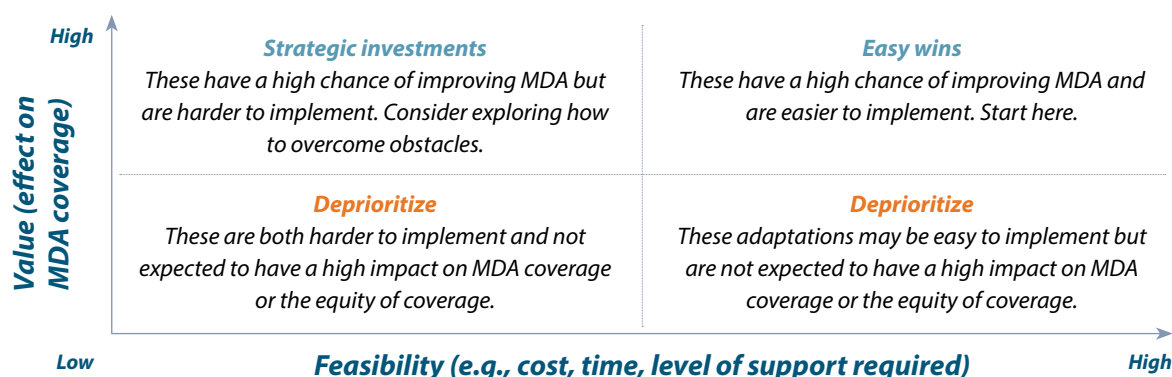 High
Value (effect on
MDA coverage)
Strategic investments
These have a high chance of improving MDA but
are harder to implement. Consider exploring how
to overcome obstacles.
Easy wins
These have a high chance of improving MDA and
are easier to implement. Start here.
Deprioritize
These are both harder to implement and not
expected to have a high impact on MDA coverage
or the equity of coverage.
Deprioritize
These adaptations may be easy to implement but
are not expected to have a high impact on MDA
coverage or the equity of coverage.
Low
Feasibility (e.g., cost, time, level of support required)
High